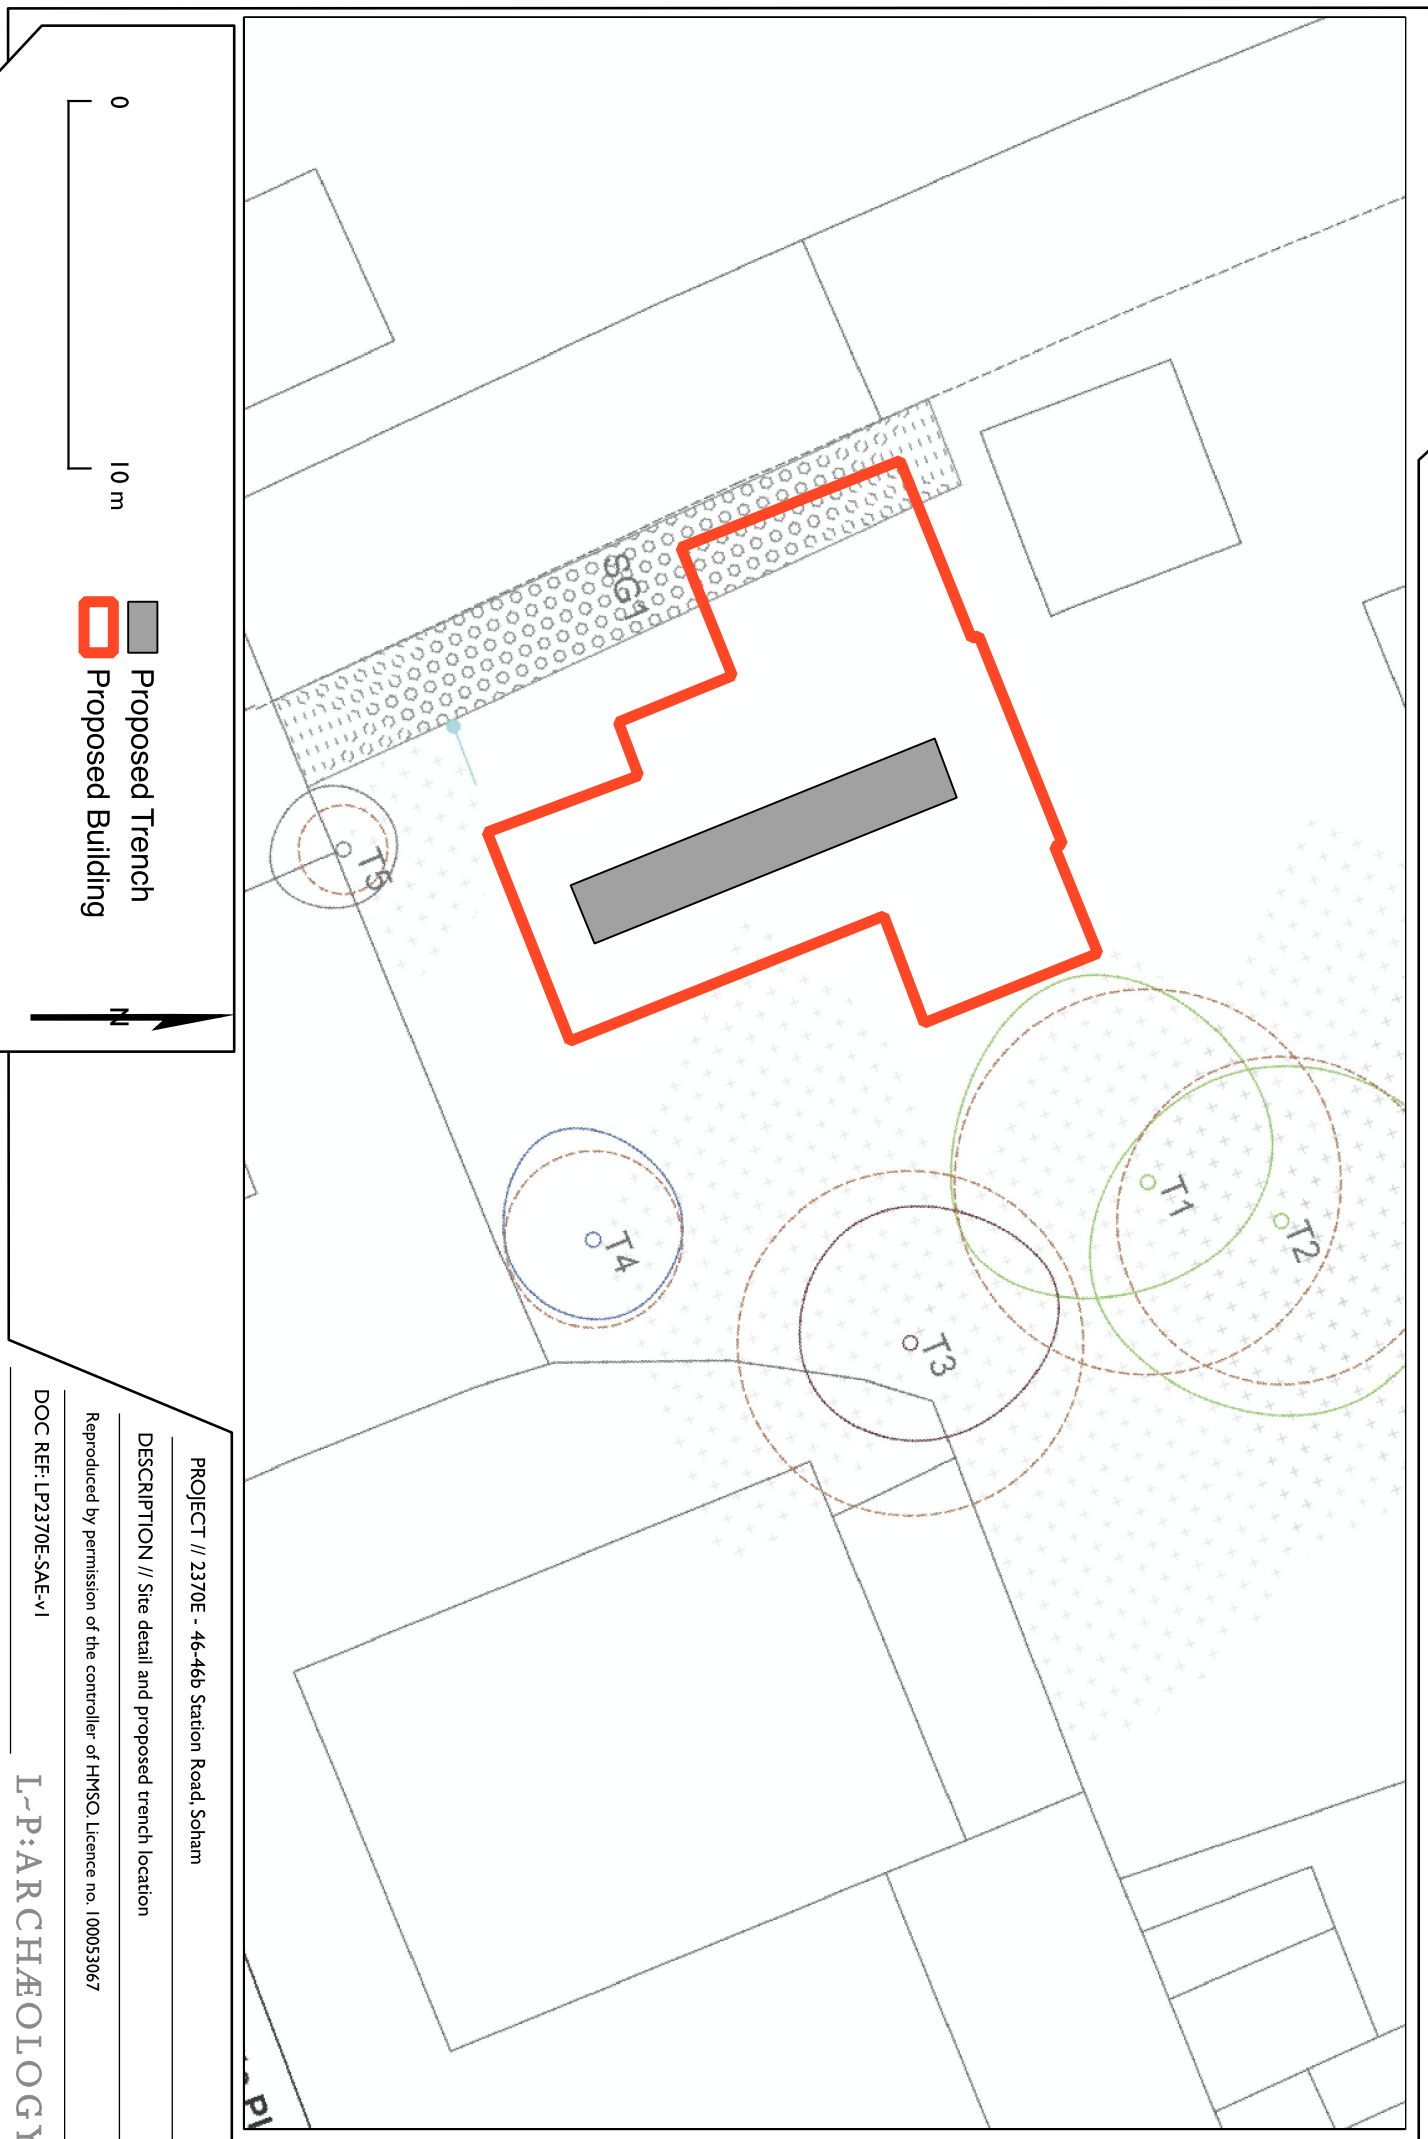 SG1
T5
T4
T3
T1
T2
0
10 m
Proposed Trench
Proposed Building
N
PROJECT // 2370E - 46-46b Station Road, Soham
DESCRIPTION // Site detail and proposed trench location
Reproduced by permission of the controller of HMSO. Licence no. 100053067
DOC REF: LP2370E-SAE-v1
L~P:ARCHÆOLOGY
Pl